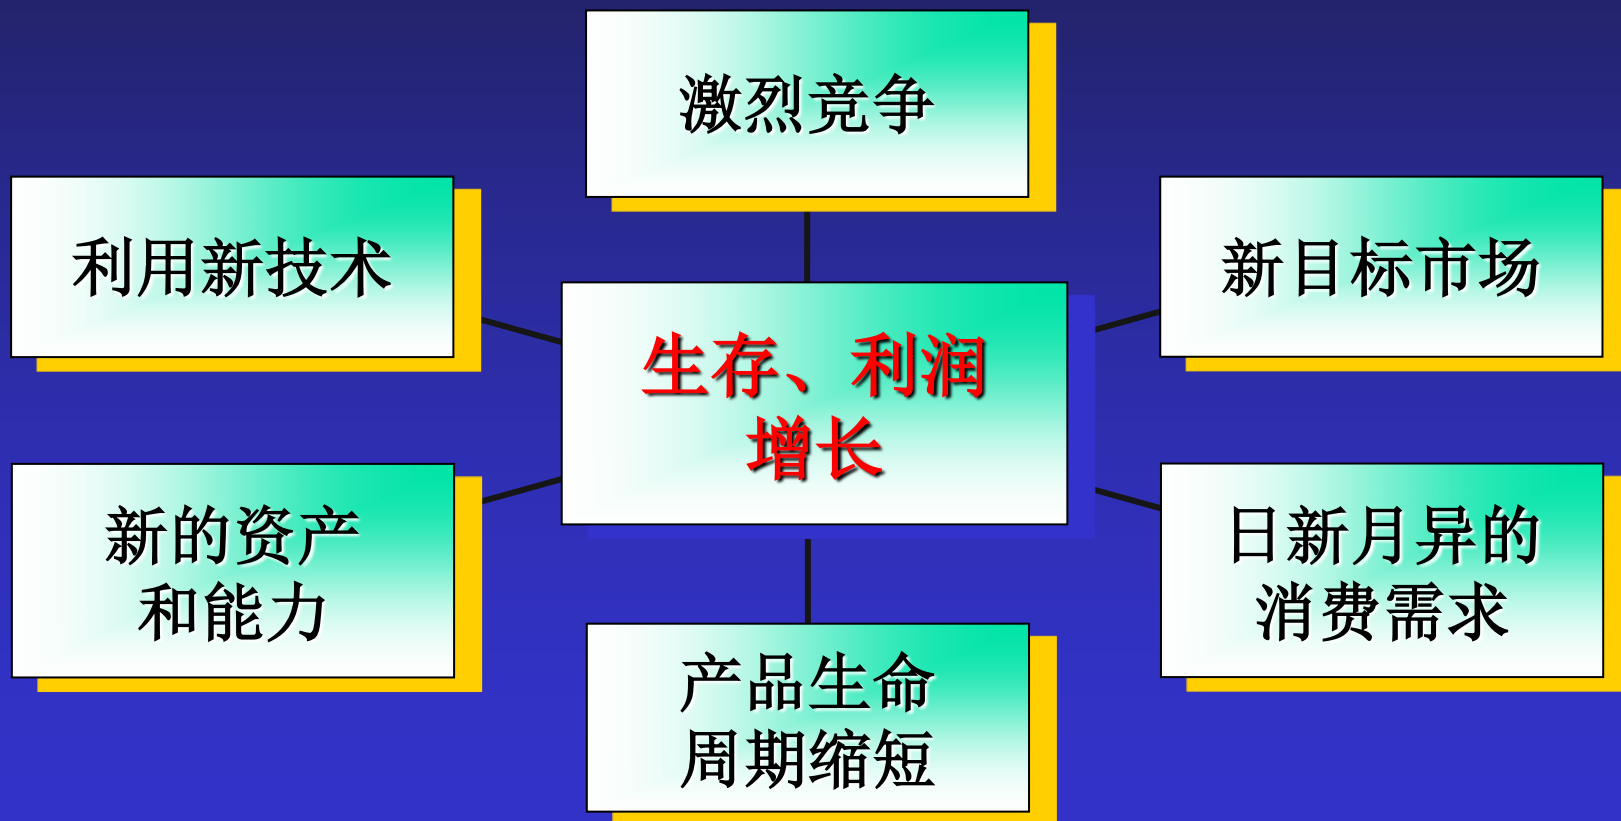 激烈竞争
利用新技术
新目标市场
生存、利润
增长
新的资产
和能力
日新月异的
消费需求
产品生命
周期缩短